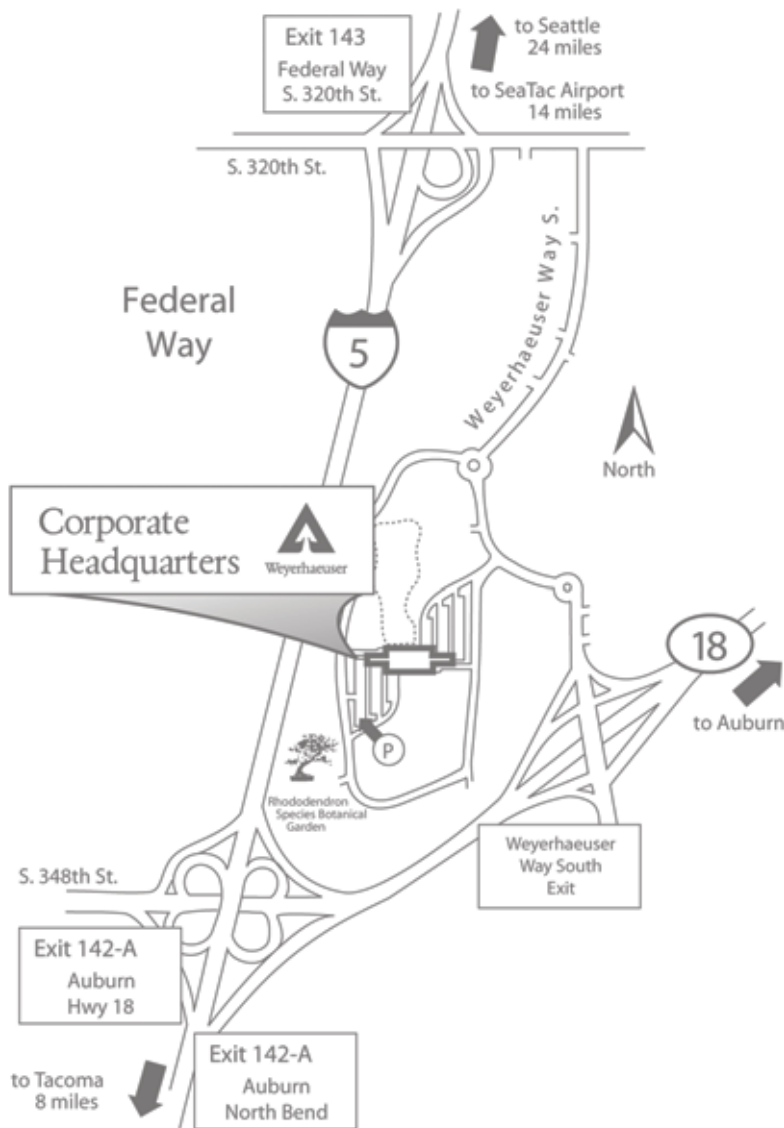 Exit 143
Federal Way
S. 320th St.
to Seattle
24 miles
to SeaTac Airport
14 miles
S. 320th St.
Weyerhaeuser Way S.
Federal
Way
5
North
Corporate
Headquarters
Weyerhaeuser
18
to Auburn
P
Rhododendron
Species Botanical
Garden
Weyerhaeuser
Way South
Exit
S. 348th St.
Exit 142-A
Auburn
Hwy 18
Exit 142-A
Auburn
North Bend
to Tacoma
8 miles